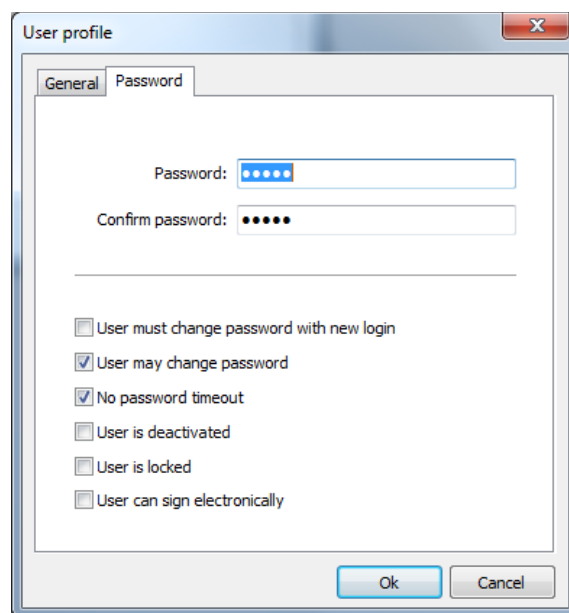 User profile
General
Password
Password: •••••
Confirm password: •••••
User must change password with new login
User may change password
No password timeout
User is deactivated
User is locked
User can sign electronically
Ok
Cancel